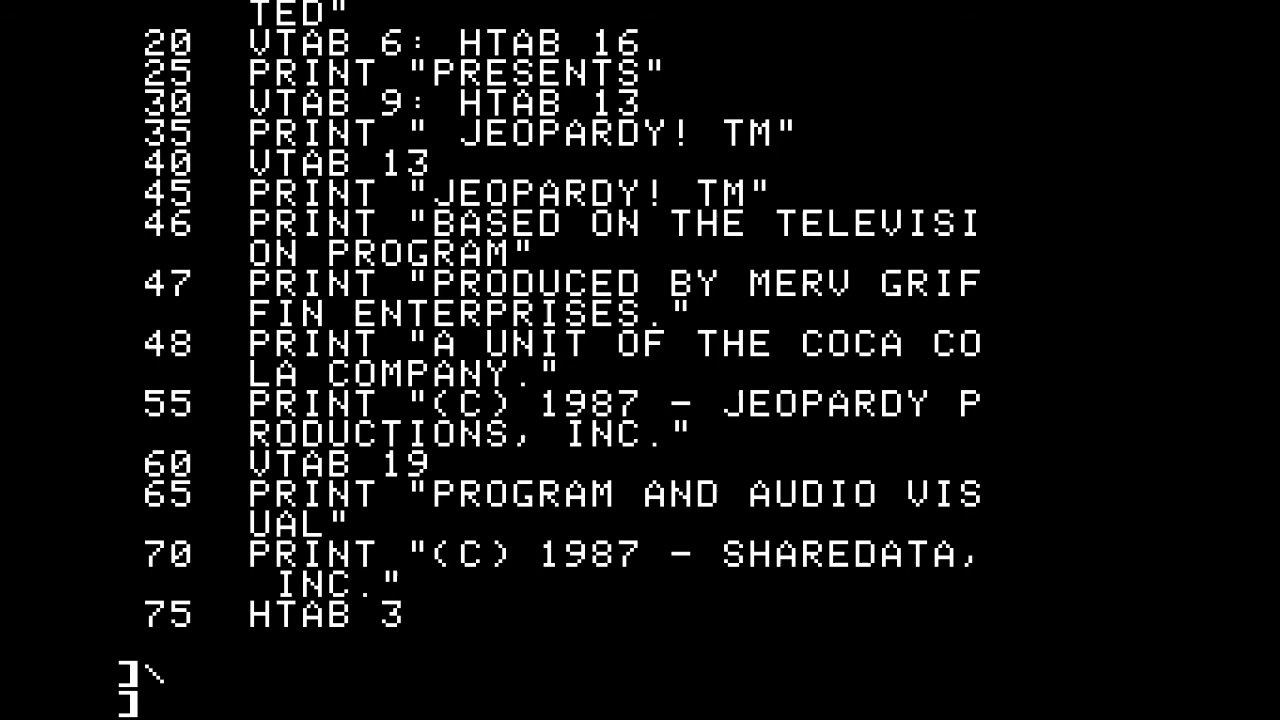 TED"
20 VTAB 6: HTAB 16
25 PRINT "PRESENTS"
30 VTAB 9: HTAB 13
35 PRINT " JEOPARDY! TM"
40 VTAB 13
45 PRINT "JEOPARDY! TM"
46 PRINT "BASED ON THE TELEVISI
ON PROGRAM"
47 PRINT "PRODUCED BY MERV GRIF
FIN ENTERPRISES."
48 PRINT "A UNIT OF THE COCA CO
LA COMPANY."
55 PRINT "(C) 1987 - JEOPARDY P
RODUCTIONS, INC."
60 VTAB 19
65 PRINT "PROGRAM AND AUDIO VIS
UAL"
70 PRINT "(C) 1987 - SHAREDATA,
INC."
75 HTAB 3
]\
]